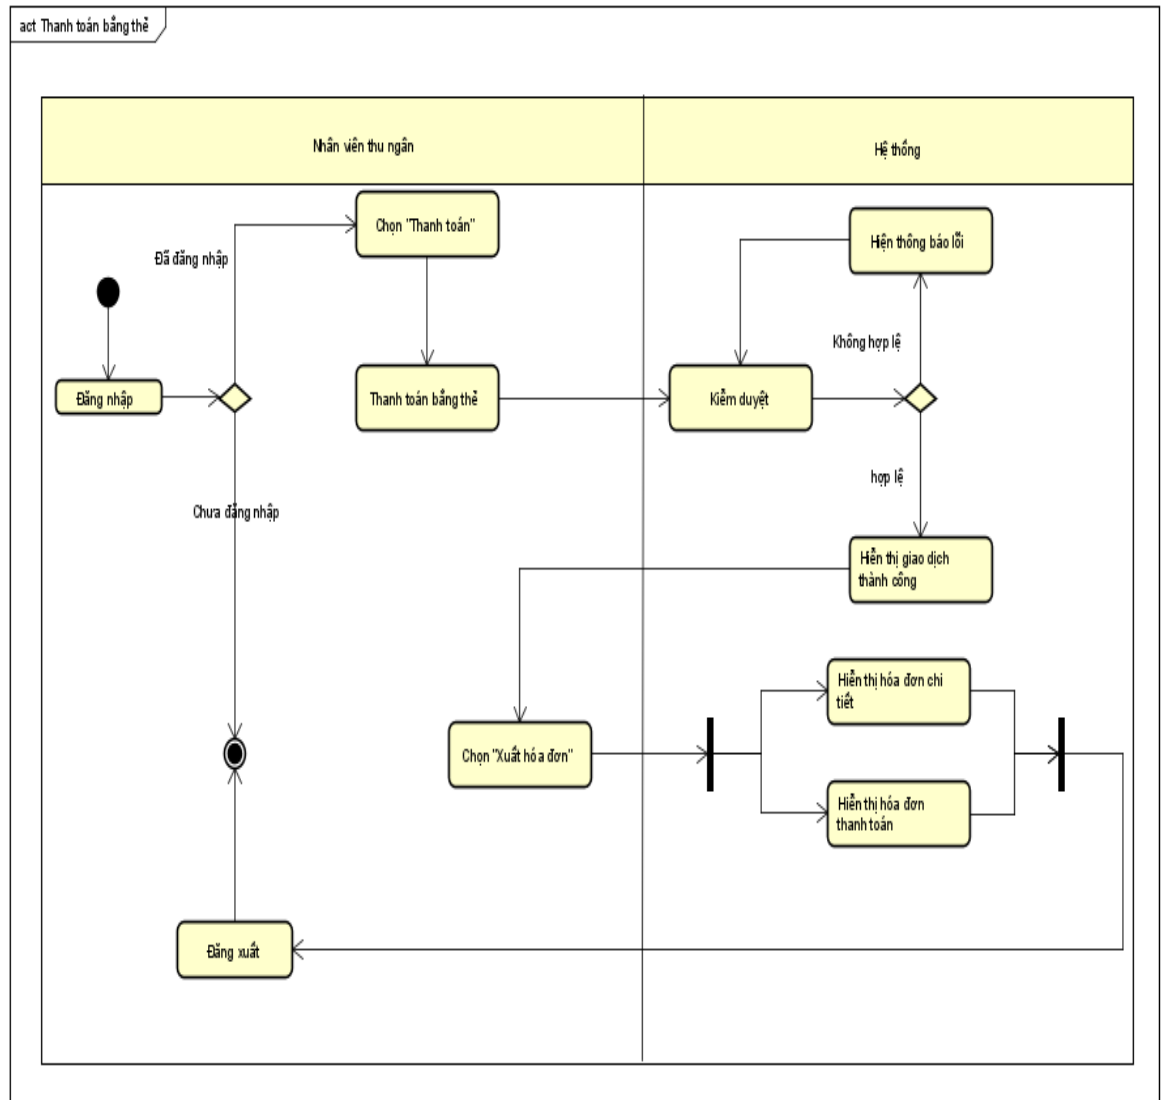 act Thanh toán bằng thẻ
Nhân viên thu ngân
Hệ thống
Chọn "Thanh toán"
Hiện thông báo lỗi
Đã đăng nhập
Không hợp lệ
Đăng nhập
Thanh toán bằng thẻ
Kiểm duyệt
hợp lệ
Chưa đăng nhập
Hiển thị giao dịch
thành công
Hiển thị hóa đơn chi
tiết
Chọn "Xuất hóa đơn"
Hiển thị hóa đơn
thanh toán
Đăng xuất